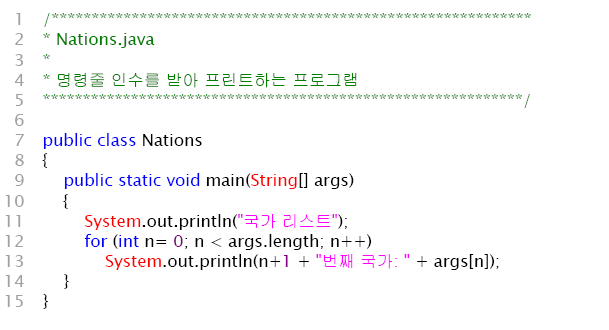 1 /************************************************************
2 * Nations.java
3 *
4 * 명령줄 인수를 받아 프린트하는 프로그램
5 ************************************************************/
6
7 public class Nations
8 {
9 public static void main(String[] args)
10 {
11 System.out.println("국가 리스트");
12 for (int n= 0; n < args.length; n++)
13 System.out.println(n+1 + "번째 국가: " + args[n]);
14 }
15 }